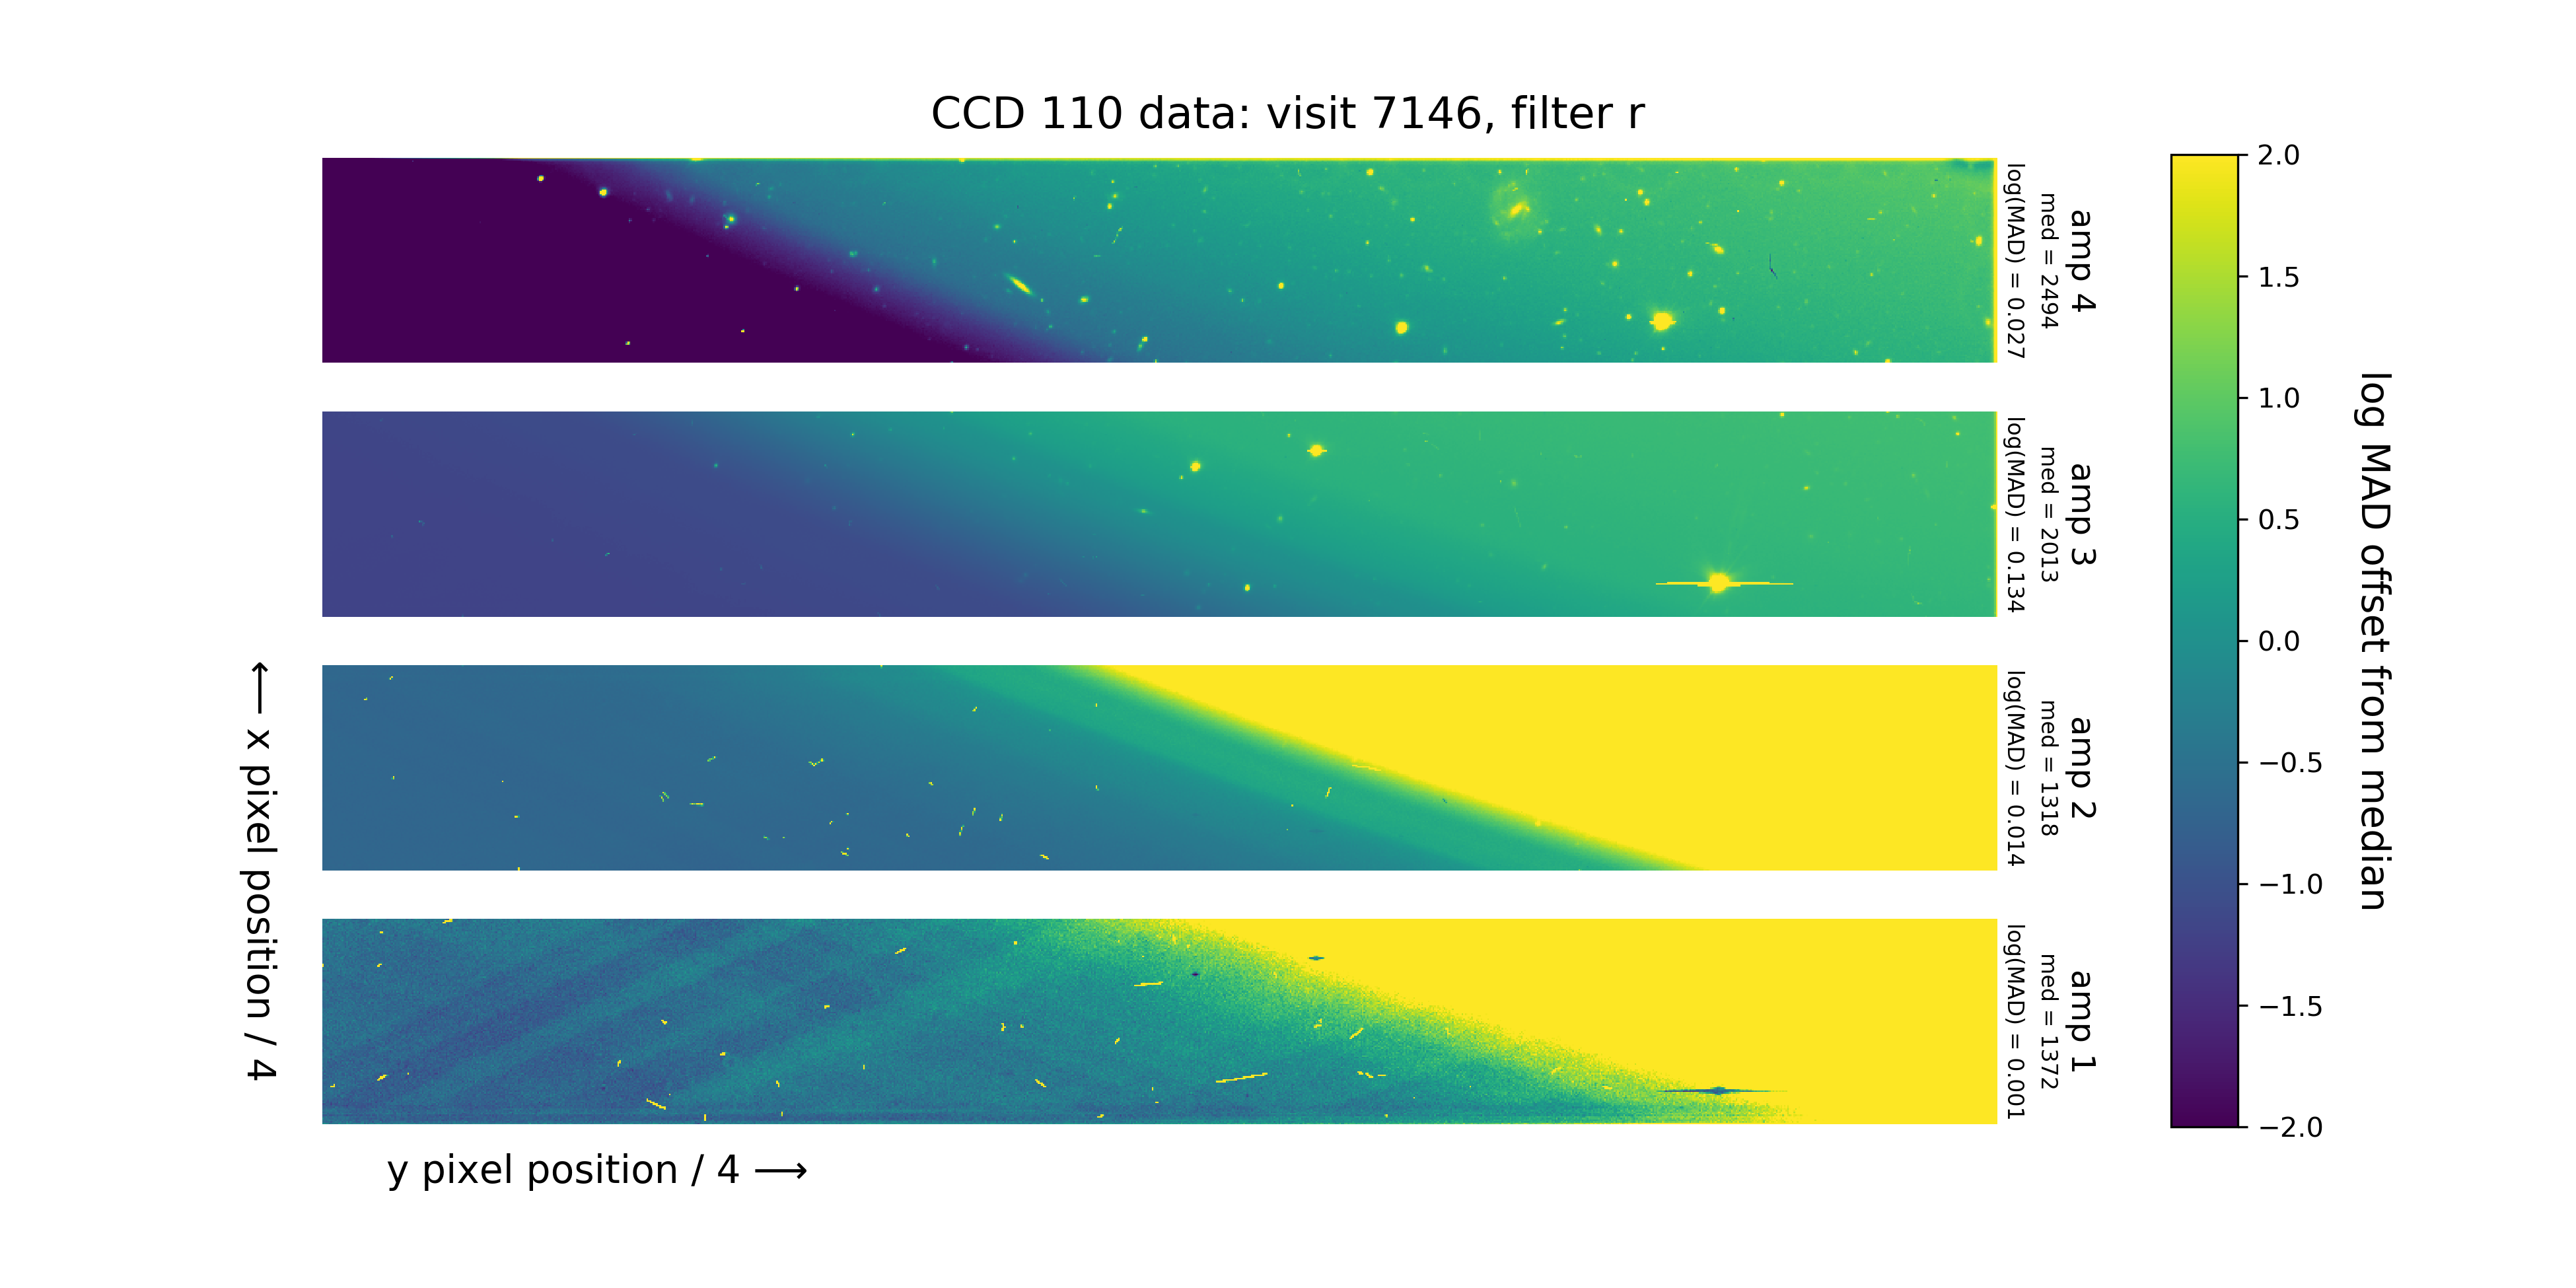 CCD 110 data: visit 7146, filter r
amp 4
med = 2494
log(MAD) = 0.027
amp 3
med = 2013
log(MAD) = 0.134
amp 2
med = 1318
log(MAD) = 0.014
amp 1
med = 1372
log(MAD) = 0.001
⟵ x pixel position / 4
y pixel position / 4 ⟶
2.0
1.5
1.0
0.5
0.0
−0.5
−1.0
−1.5
−2.0
log MAD offset from median